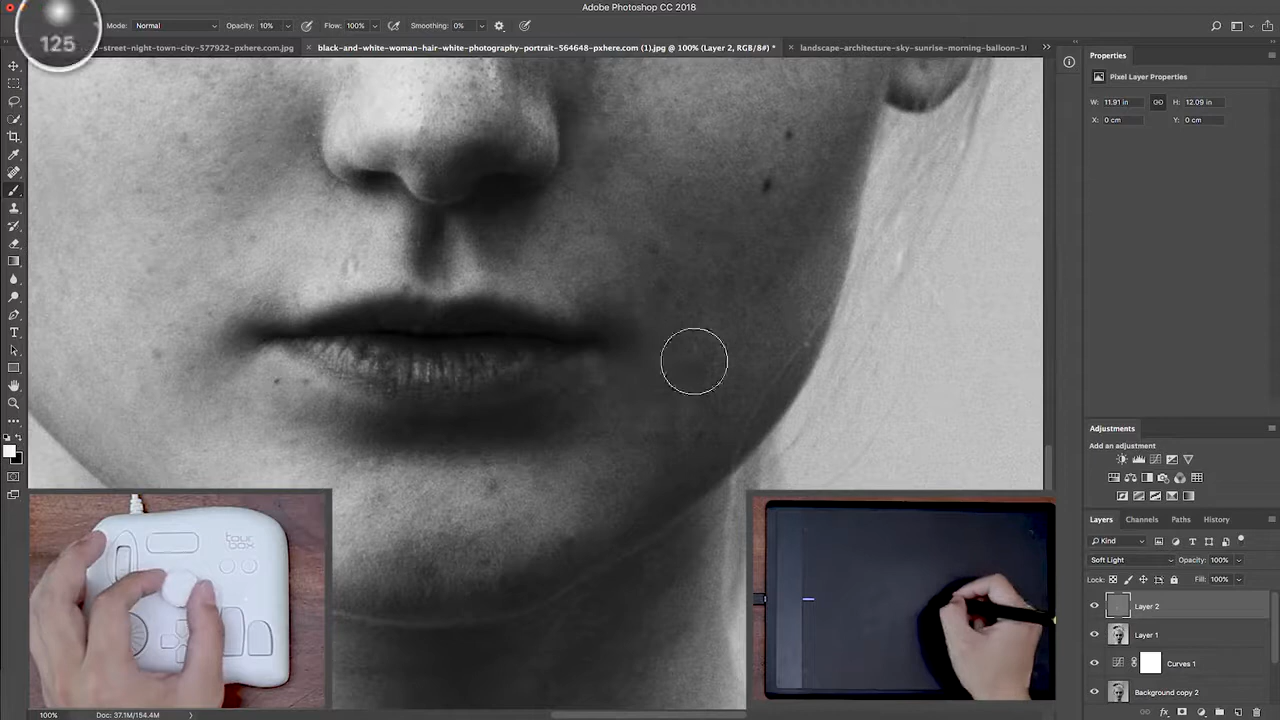 Adobe Photoshop CC 2018
125
Mode: Normal Opacity: 10% Flow: 100% Smoothing: 0%
-street-night-town-city-577922-pxhere.com.jpg
black-and-white-woman-hair-white-photography-portrait-564648-pxhere.com (1).jpg @ 100% (Layer 2, RGB/8#) *
landscape-architecture-sky-sunrise-morning-balloon-1
Properties
Pixel Layer Properties
W: 11.91 in H: 12.09 in
X: 0 cm Y: 0 cm
Adjustments
Add an adjustment
Layers Channels Paths History
Kind
Soft Light Opacity: 100%
Lock: Fill: 100%
Layer 2
Layer 1
Curves 1
Background copy 2
tour
box
100% Doc: 37.1M/154.4M